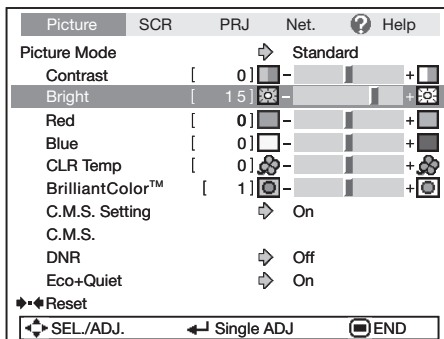 Picture SCR PRJ Net. ? Help
Picture Mode Standard
Contrast [ 0 ] - +
Bright [ 15 ] - +
Red [ 0 ] - +
Blue [ 0 ] - +
CLR Temp [ 0 ] - +
BrilliantColor™ [ 1 ] - +
C.M.S. Setting On
C.M.S.
DNR Off
Eco+Quiet On
Reset
SEL./ADJ. Single ADJ END